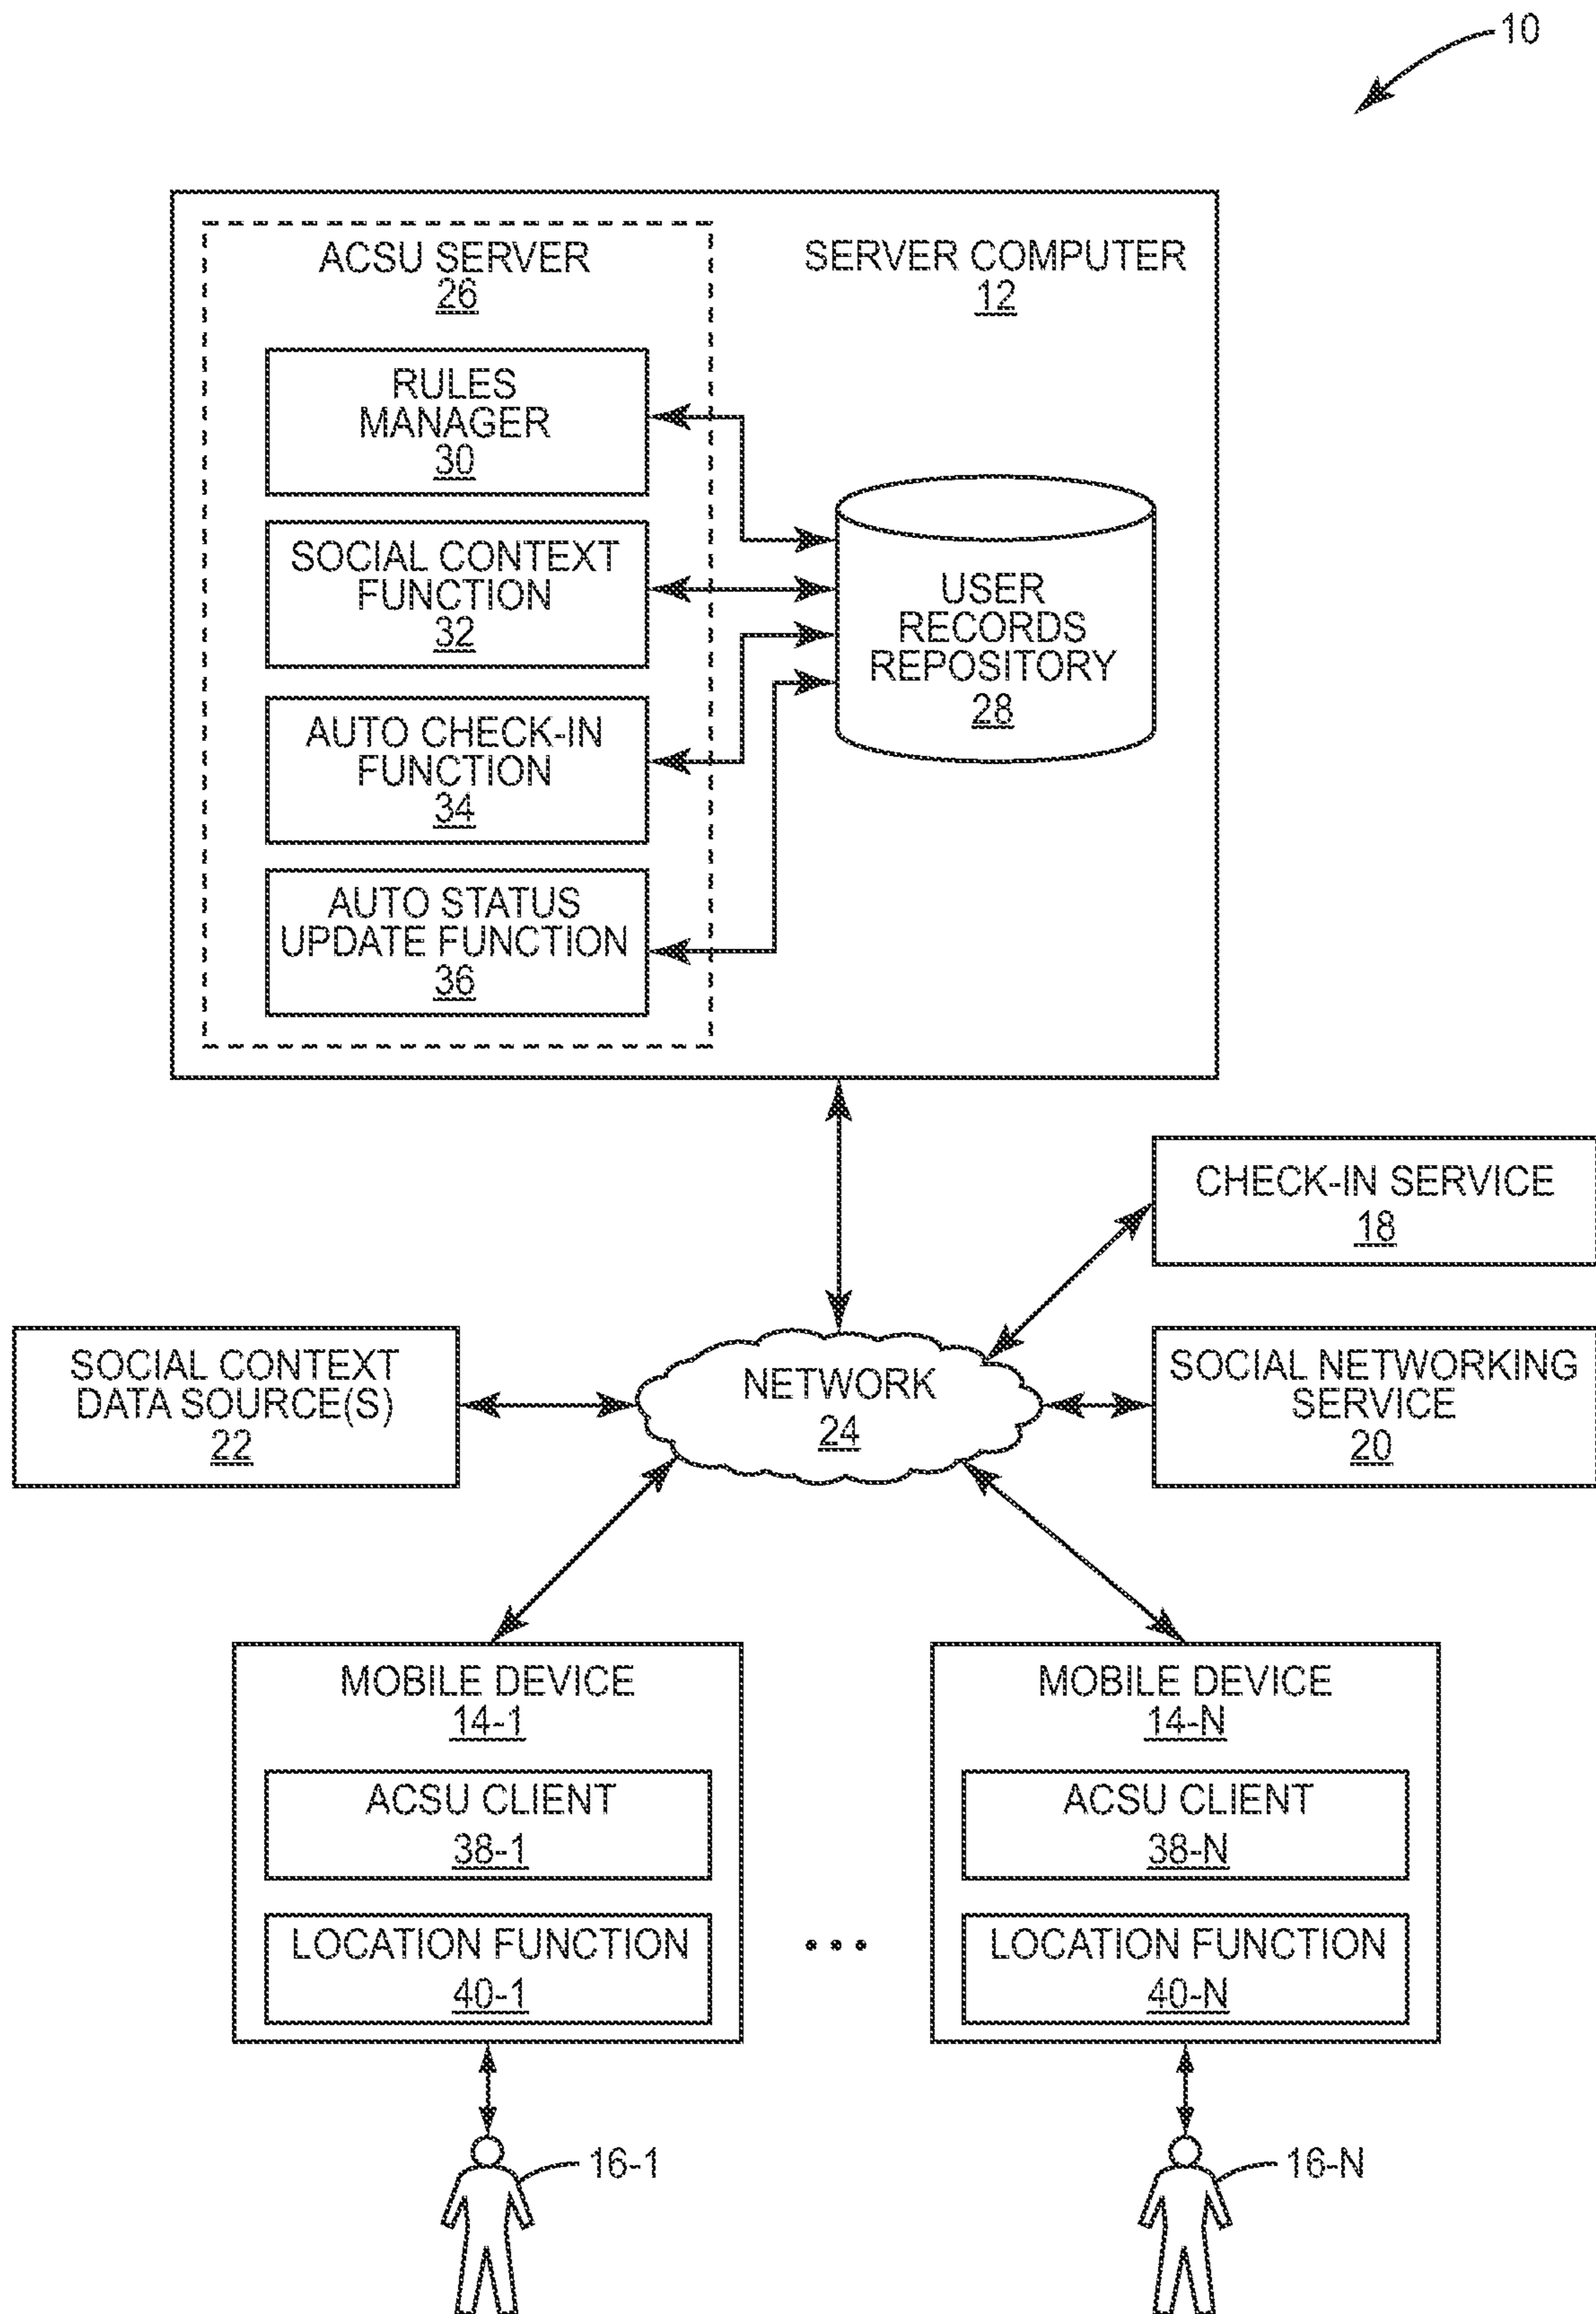 10
ACSU SERVER
26
SERVER COMPUTER
12
RULES
MANAGER
30
SOCIAL CONTEXT
FUNCTION
32
AUTO CHECK-IN
FUNCTION
34
AUTO STATUS
UPDATE FUNCTION
36
USER
RECORDS
REPOSITORY
28
CHECK-IN SERVICE
18
SOCIAL CONTEXT
DATA SOURCE(S)
22
NETWORK
24
SOCIAL NETWORKING
SERVICE
20
MOBILE DEVICE
14-1
ACSU CLIENT
38-1
LOCATION FUNCTION
40-1
...
MOBILE DEVICE
14-N
ACSU CLIENT
38-N
LOCATION FUNCTION
40-N
16-1
16-N